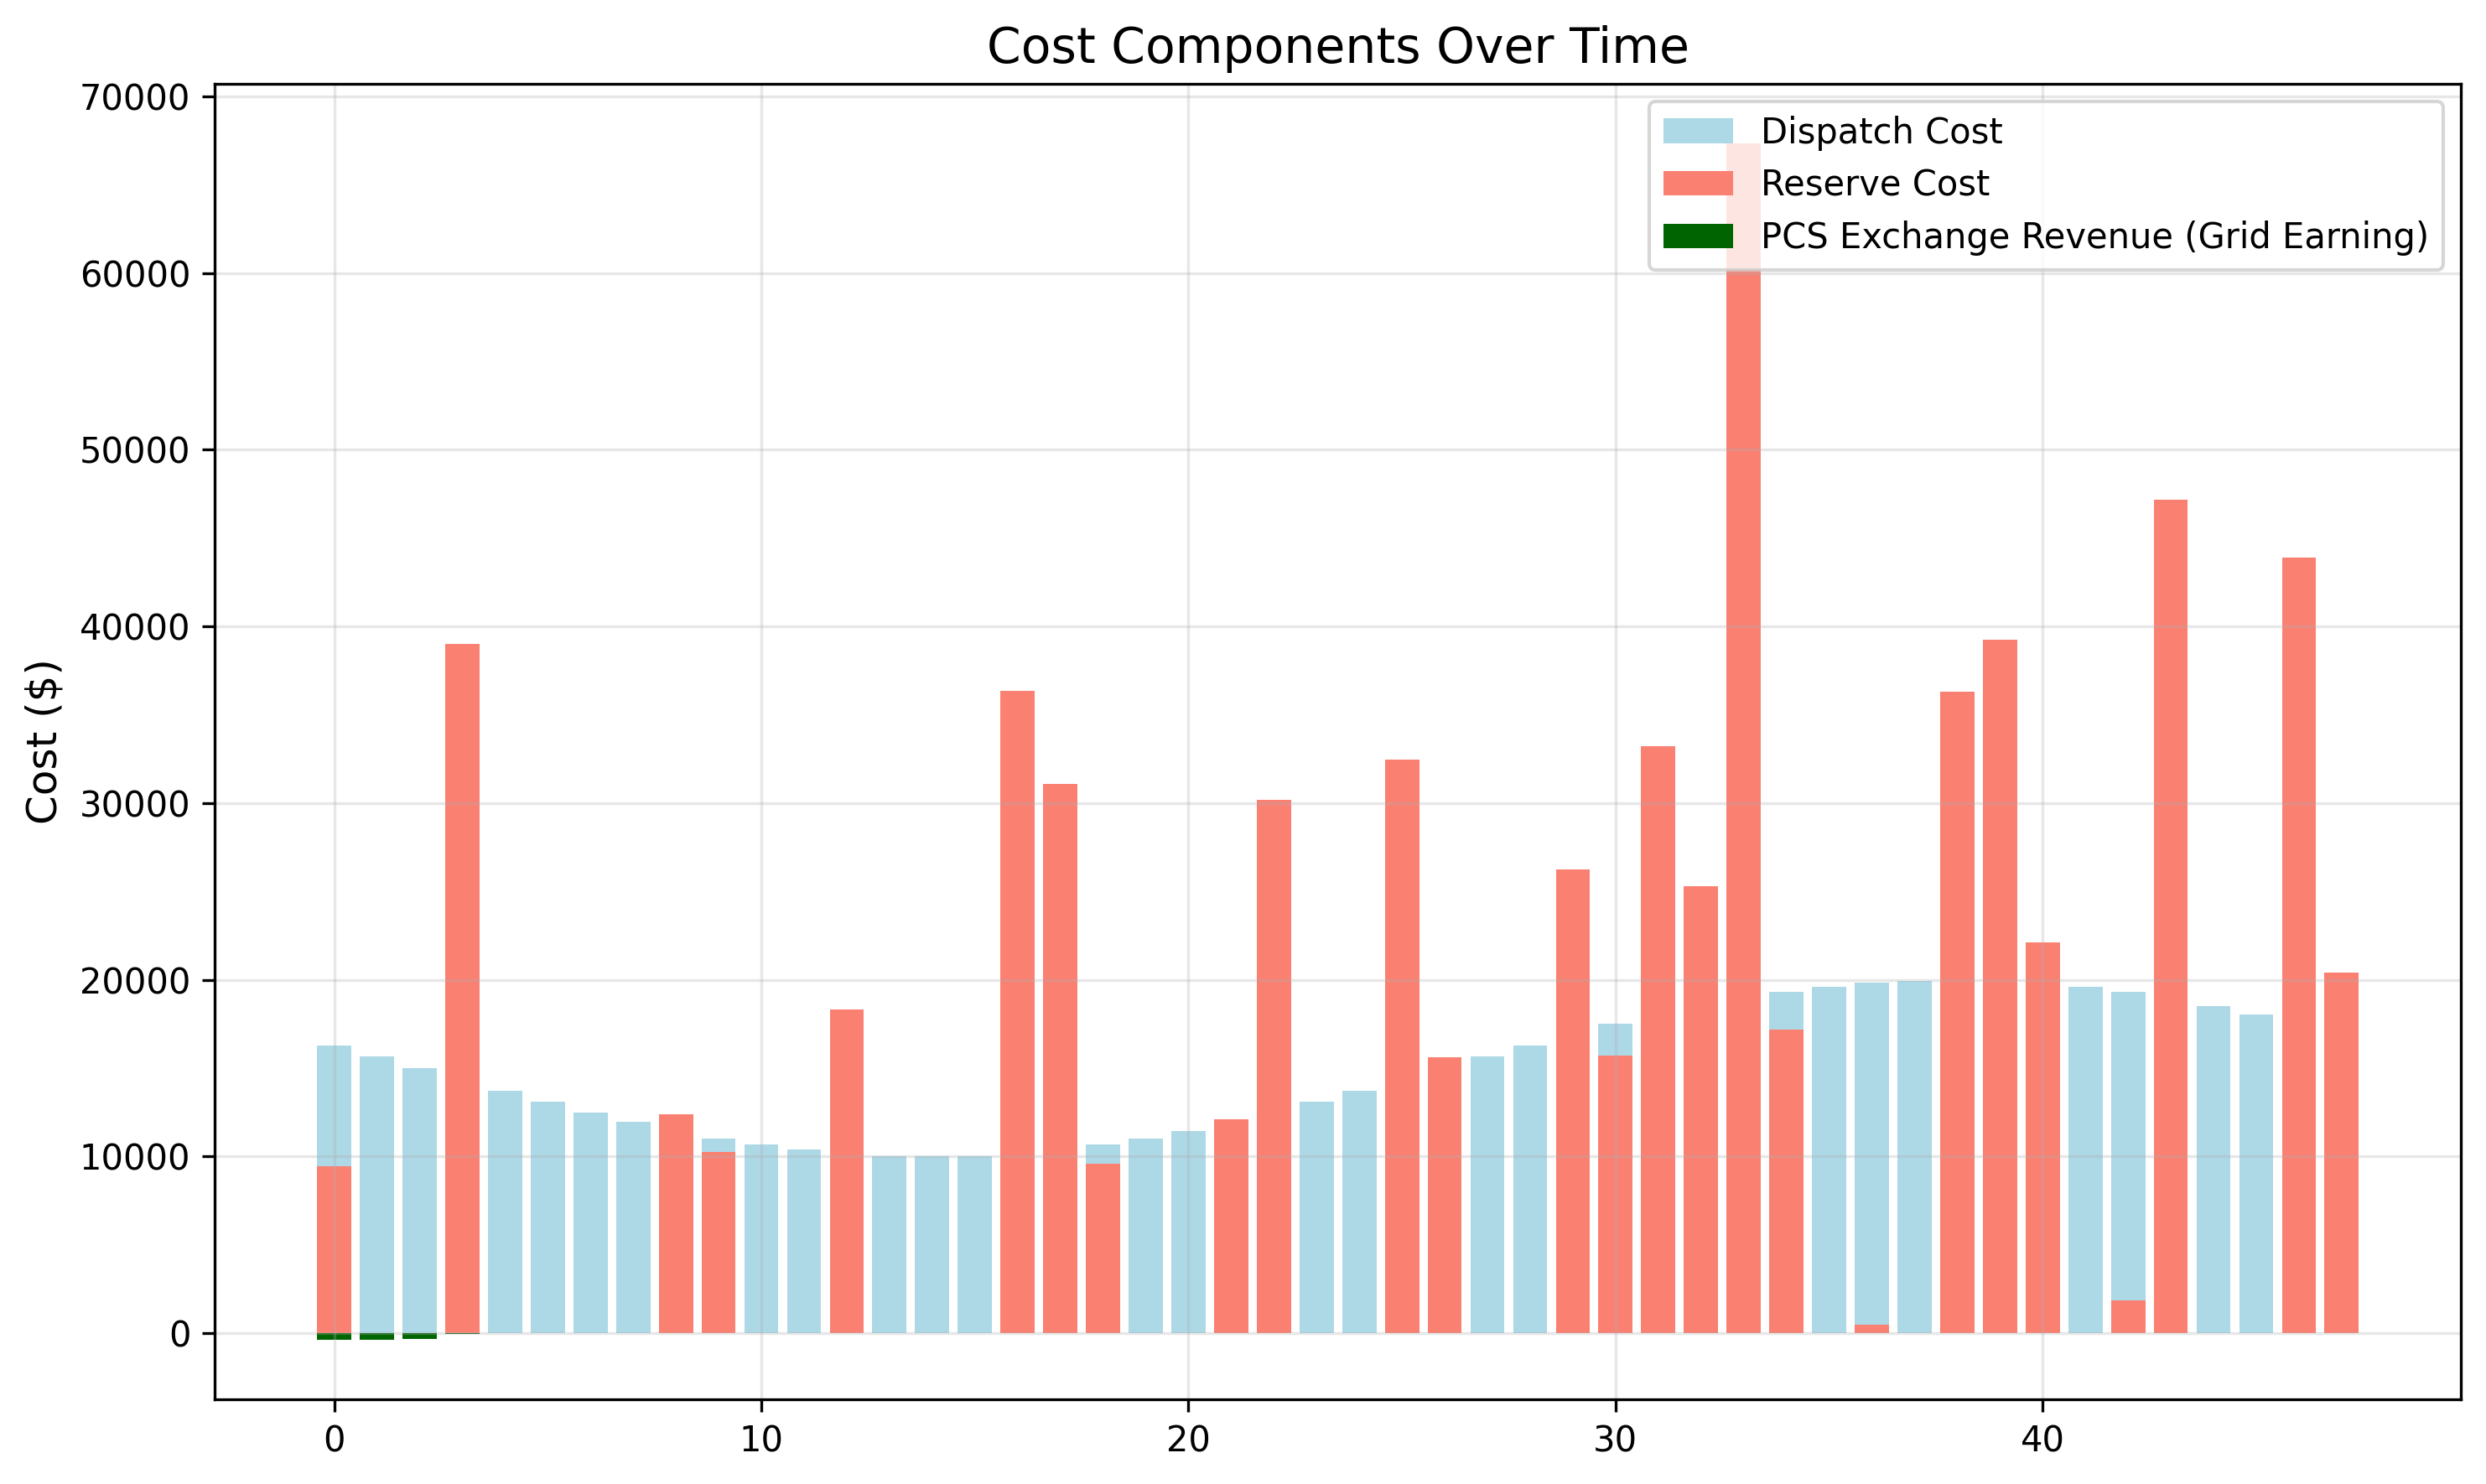 Cost Components Over Time
70000
60000
50000
40000
30000
20000
10000
0
Cost ($)
Dispatch Cost
Reserve Cost
PCS Exchange Revenue (Grid Earning)
0
10
20
30
40